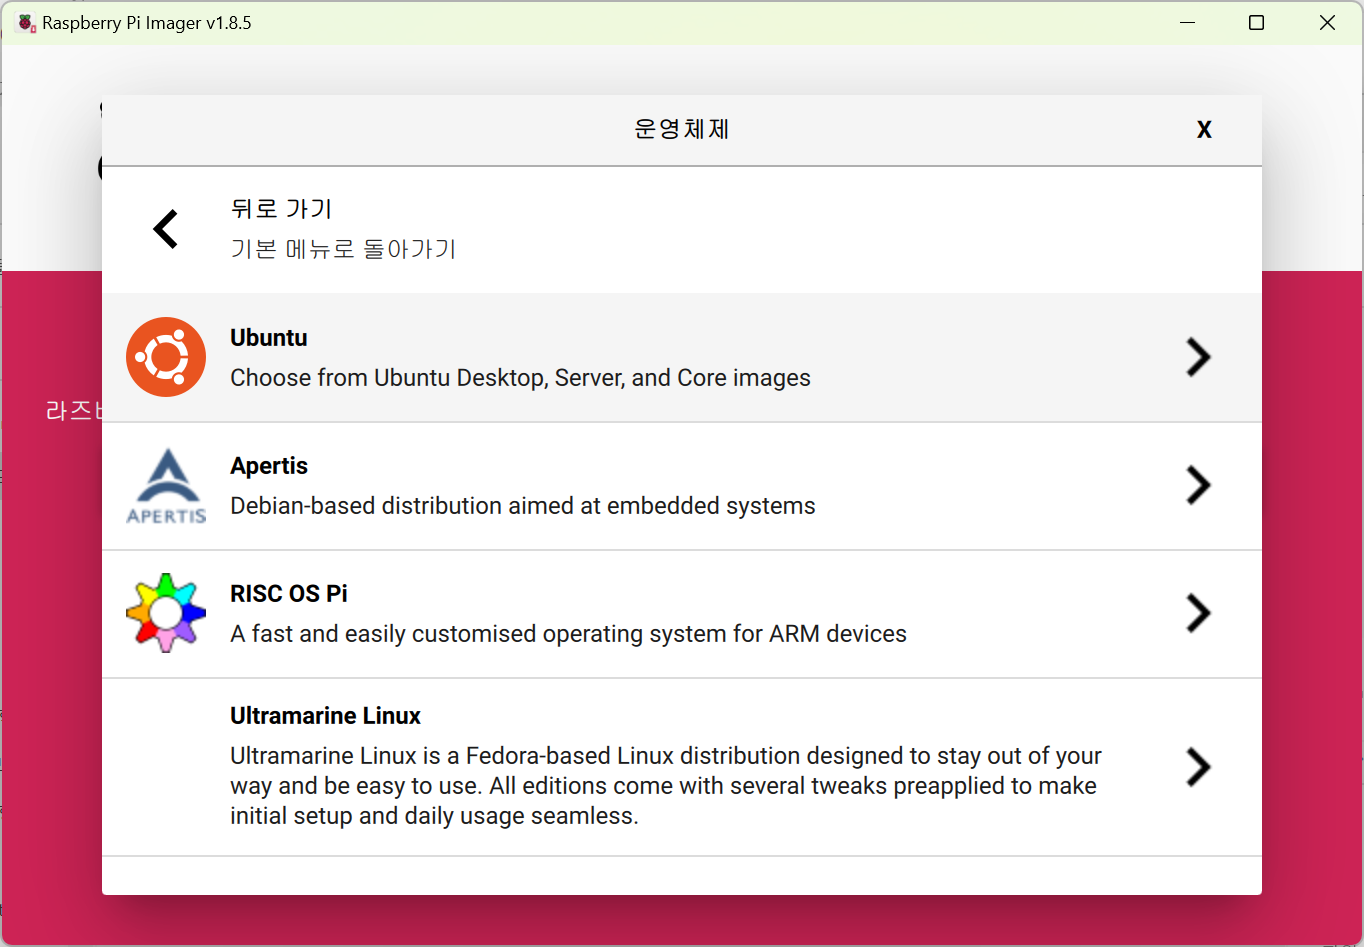 Raspberry Pi Imager v1.8.5
운영체제
X
뒤로 가기
기본 메뉴로 돌아가기
Ubuntu
Choose from Ubuntu Desktop, Server, and Core images
라즈
APERTIS
Apertis
Debian-based distribution aimed at embedded systems
RISC OS Pi
A fast and easily customised operating system for ARM devices
Ultramarine Linux
Ultramarine Linux is a Fedora-based Linux distribution designed to stay out of your
way and be easy to use. All editions come with several tweaks preapplied to make
initial setup and daily usage seamless.